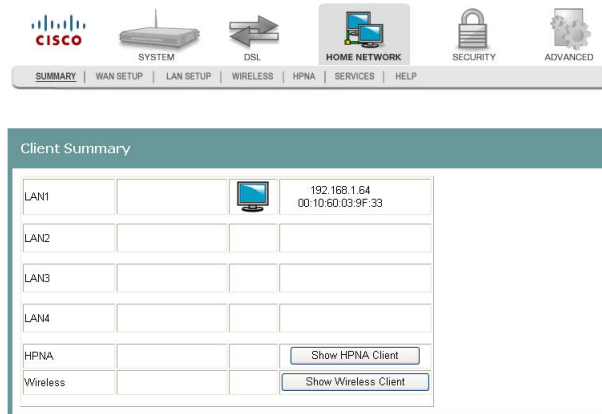 CISCO
SYSTEM DSL HOME NETWORK SECURITY ADVANCED
SUMMARY | WAN SETUP | LAN SETUP | WIRELESS | HPNA | SERVICES | HELP
Client Summary
LAN1 192.168.1.64
00:10:60:03:9F:33
LAN2
LAN3
LAN4
HPNA Show HPNA Client
Wireless Show Wireless Client